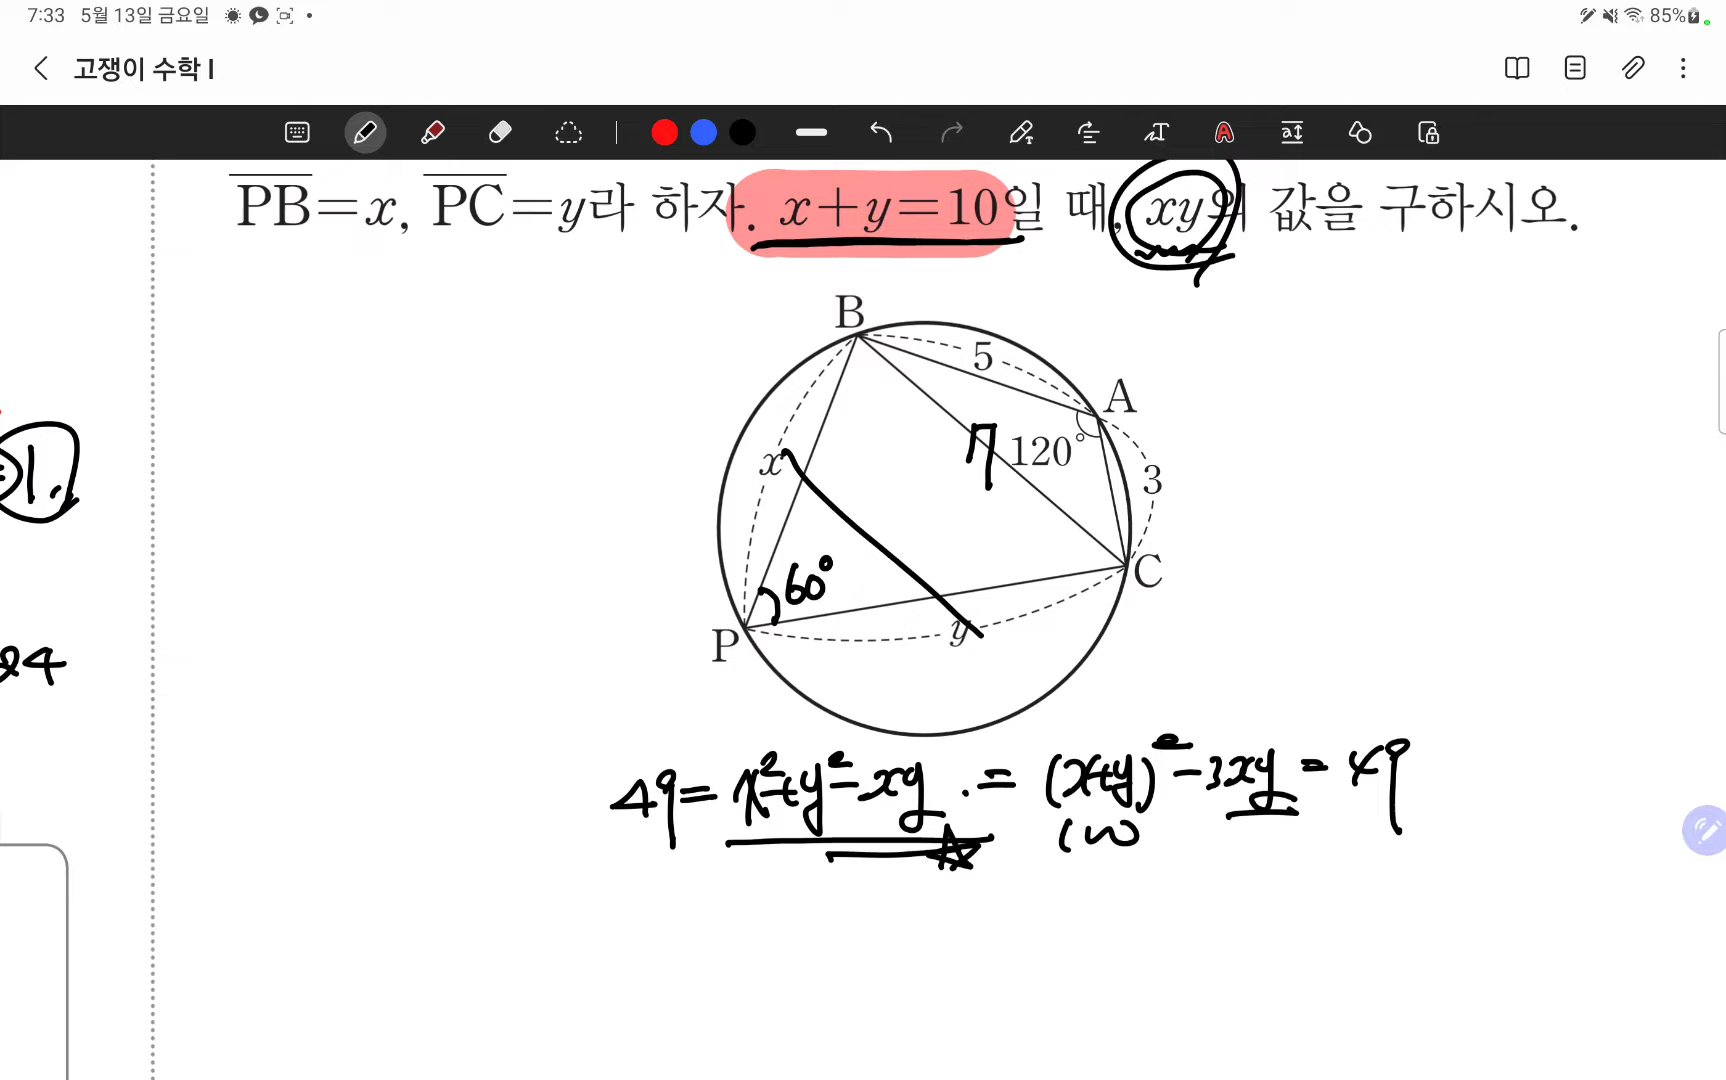 7:33 5월 13일 금요일 85%
고쟁이 수학 I
PB=x, PC=y라 하자. x+y=10일 때, xy의 값을 구하시오.
B
5
A
120°
7
3
x
60°
C
P
y
=1.
24
49 = x²+y²-xy. = (x+y)²-3xy = 49